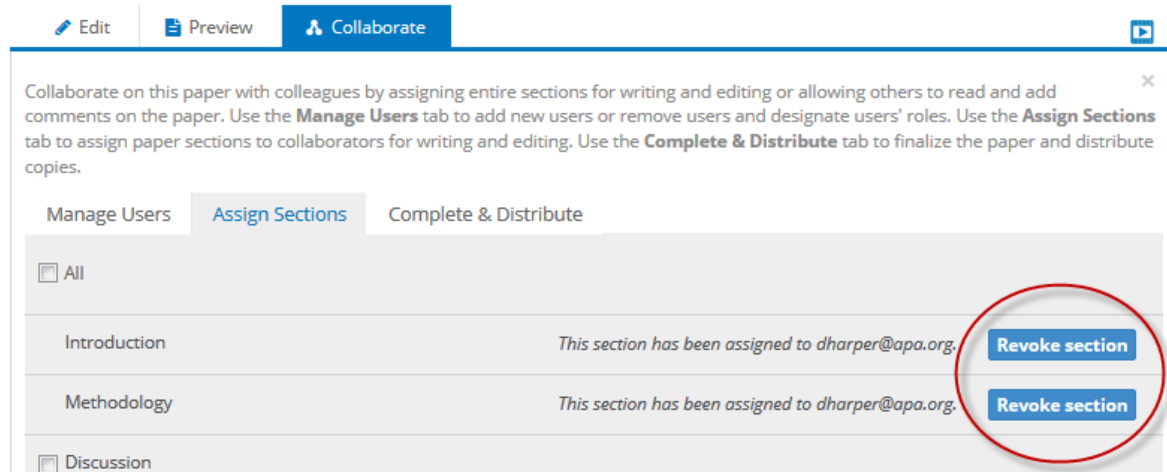 Edit Preview Collaborate
Collaborate on this paper with colleagues by assigning entire sections for writing and editing or allowing others to read and add
comments on the paper. Use the Manage Users tab to add new users or remove users and designate users' roles. Use the Assign Sections
tab to assign paper sections to collaborators for writing and editing. Use the Complete & Distribute tab to finalize the paper and distribute
copies.
Manage Users Assign Sections Complete & Distribute
All
Introduction This section has been assigned to dharper@apa.org. Revoke section
Methodology This section has been assigned to dharper@apa.org. Revoke section
Discussion